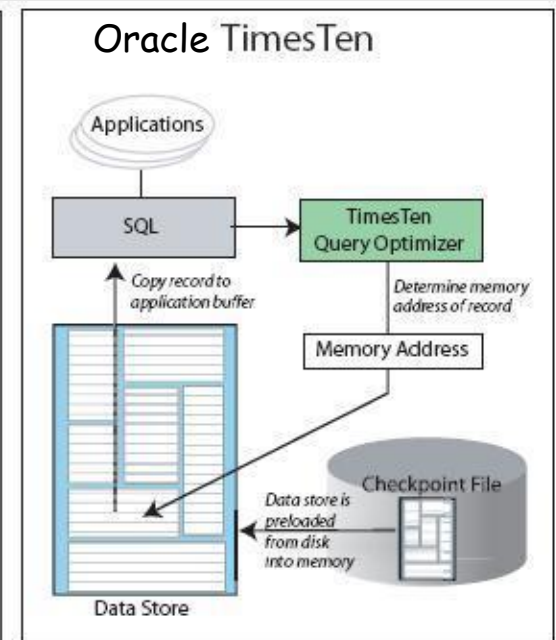 Oracle TimesTen
Applications
SQL
TimesTen
Query Optimizer
Copy record to
application buffer
Determine memory
address of record
Memory Address
Checkpoint File
Data store is
preloaded
from disk
into memory
Data Store